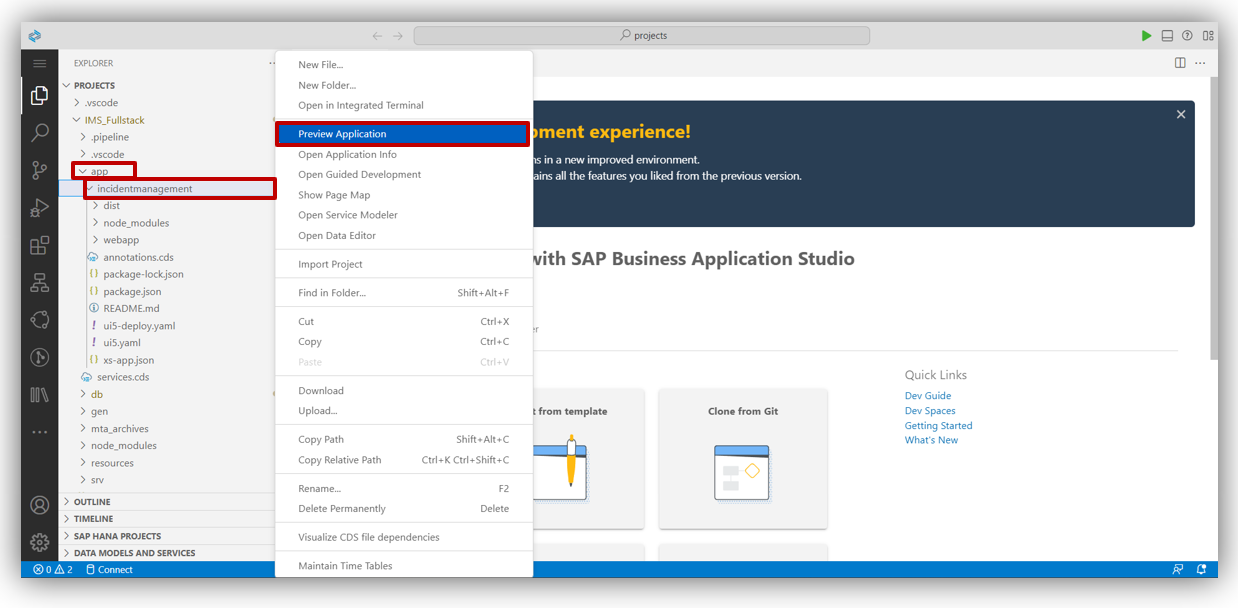 projects
EXPLORER
PROJECTS
.vscode
IMS_Fullstack
.pipeline
.vscode
app
incidentmanagement
dist
node_modules
webapp
annotations.cds
package-lock.json
package.json
README.md
ui5-deploy.yaml
ui5.yaml
xs-app.json
services.cds
db
gen
mta_archives
node_modules
resources
srv
OUTLINE
TIMELINE
SAP HANA PROJECTS
DATA MODELS AND SERVICES
New File...
New Folder...
Open in Integrated Terminal
Preview Application
Open Application Info
Open Guided Development
Show Page Map
Open Service Modeler
Open Data Editor
Import Project
Find in Folder... Shift+Alt+F
Cut Ctrl+X
Copy Ctrl+C
Paste Ctrl+V
Download
Upload...
Copy Path Shift+Alt+C
Copy Relative Path Ctrl+K Ctrl+Shift+C
Rename... F2
Delete Permanently Delete
Visualize CDS file dependencies
Maintain Time Tables
experience!
in a new improved environment.
all the features you liked from the previous version.
with SAP Business Application Studio
from template
Clone from Git
Quick Links
Dev Guide
Dev Spaces
Getting Started
What's New
0 2 Connect